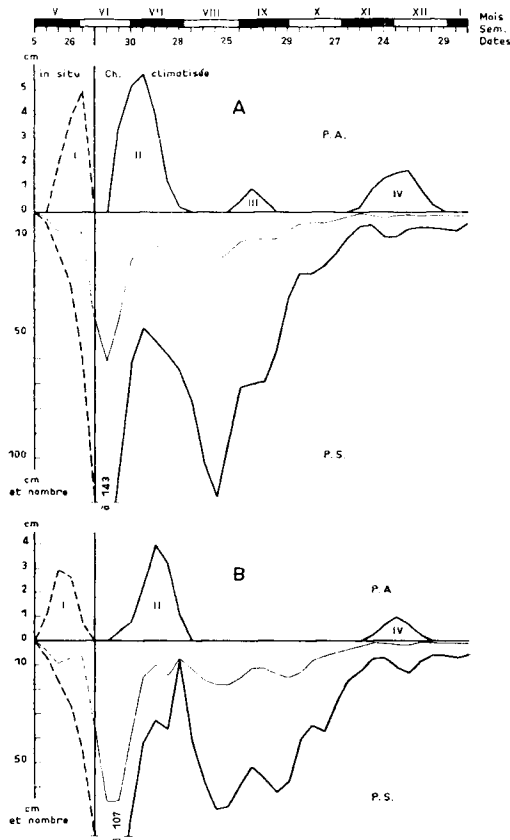 V VI VII VIII IX X XI XII I Mois
Sem.
5 26 30 28 25 29 27 24 29 Dates
cm
in situ Ch. climatisée
5
4
3
2
1
0
A
P.A.
I II III IV
10
50
100
cm
et nombre
à 143
P.S.
cm
4
3
2
1
0
B
P.A
I II IV
10
50
cm
et nombre
107
P.S.